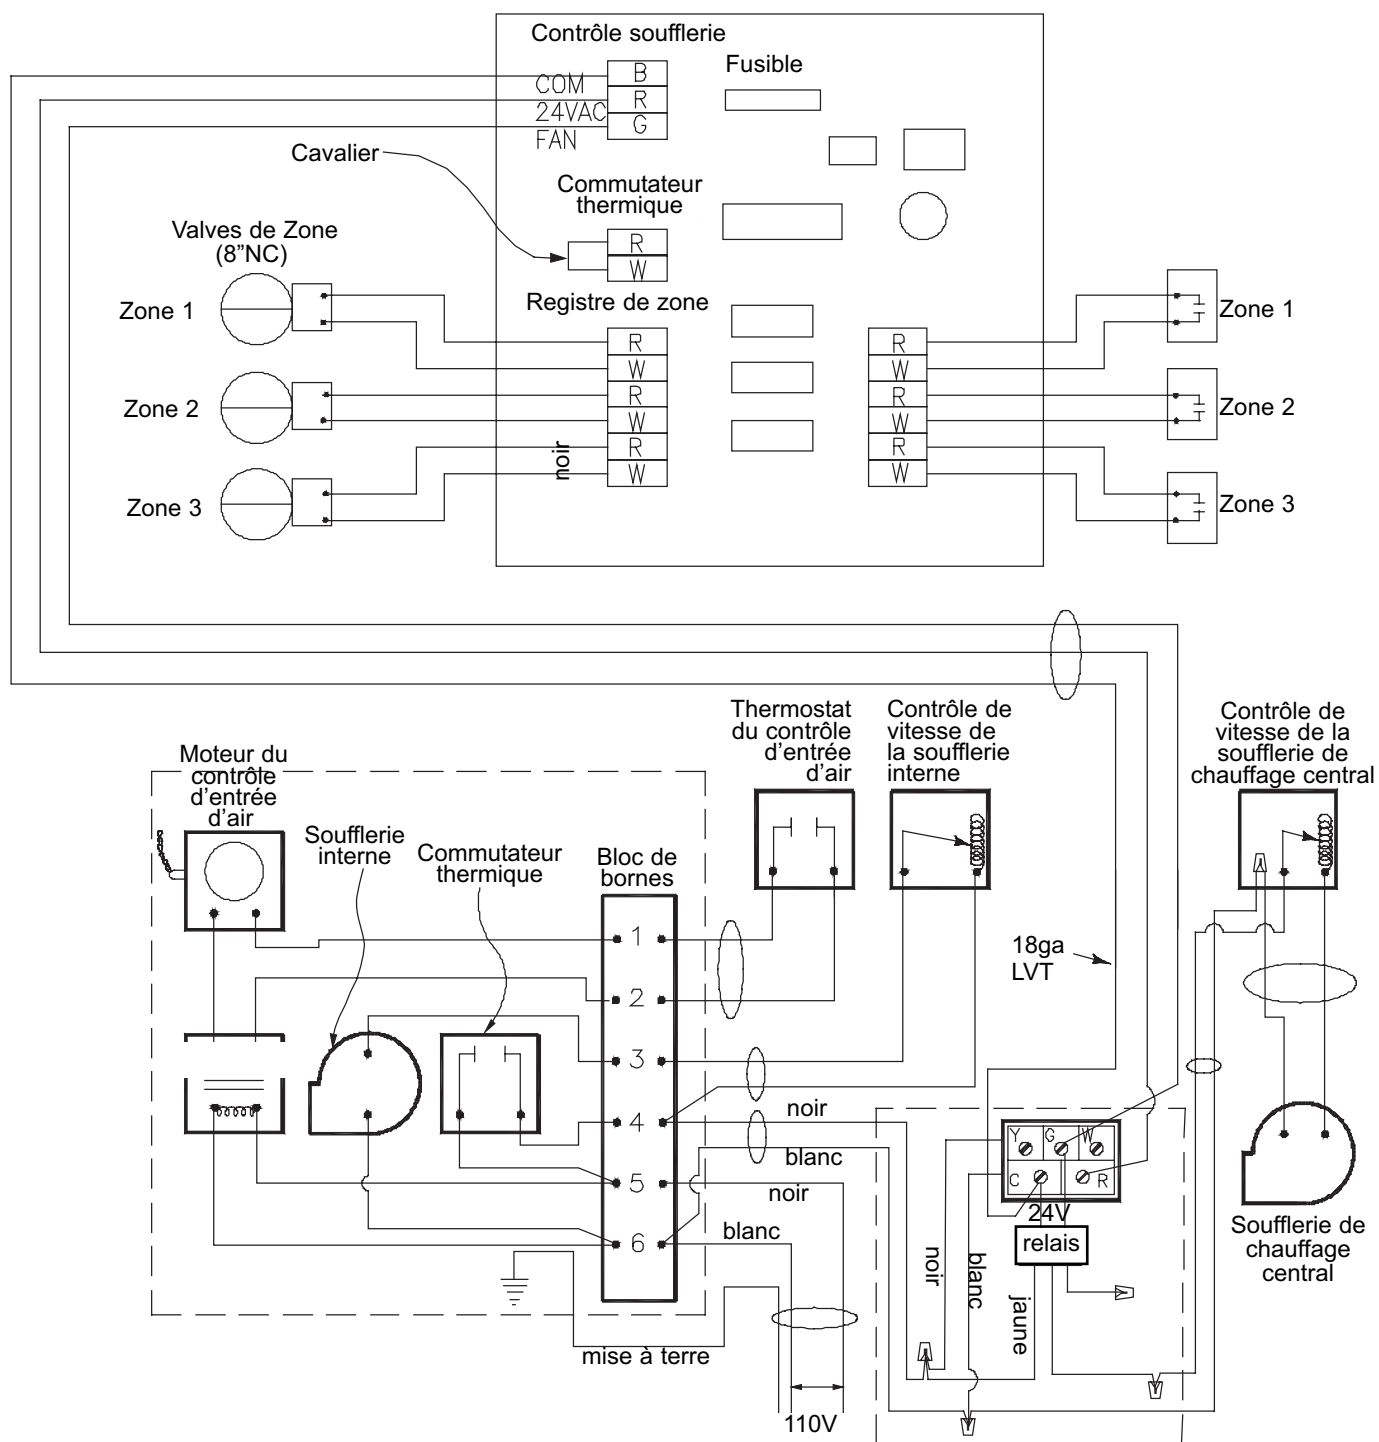 Contrôle soufflerie
Fusible
B
COM
R
24VAC
G
FAN
Cavalier
Commutateur
thermique
R
W
Valves de Zone
(8”NC)
Registre de zone
Zone 1
R
W
R
W
R
W
Zone 2
noir
Zone 3
R
W
R
W
R
W
Zone 1
Zone 2
Zone 3
Moteur du
contrôle
d'entrée
d'air
Soufflerie
interne
Commutateur
thermique
Bloc de
bornes
Thermostat
du contrôle
d'entrée
d'air
Contrôle de
vitesse de
la soufflerie
interne
Contrôle de
vitesse de la
soufflerie de
chauffage central
1
2
3
4
5
6
18ga
LVT
noir
blanc
noir
blanc
Y G W
C R
24V
relais
noir
blanc
jaune
Soufflerie de
chauffage
central
mise à terre
110V